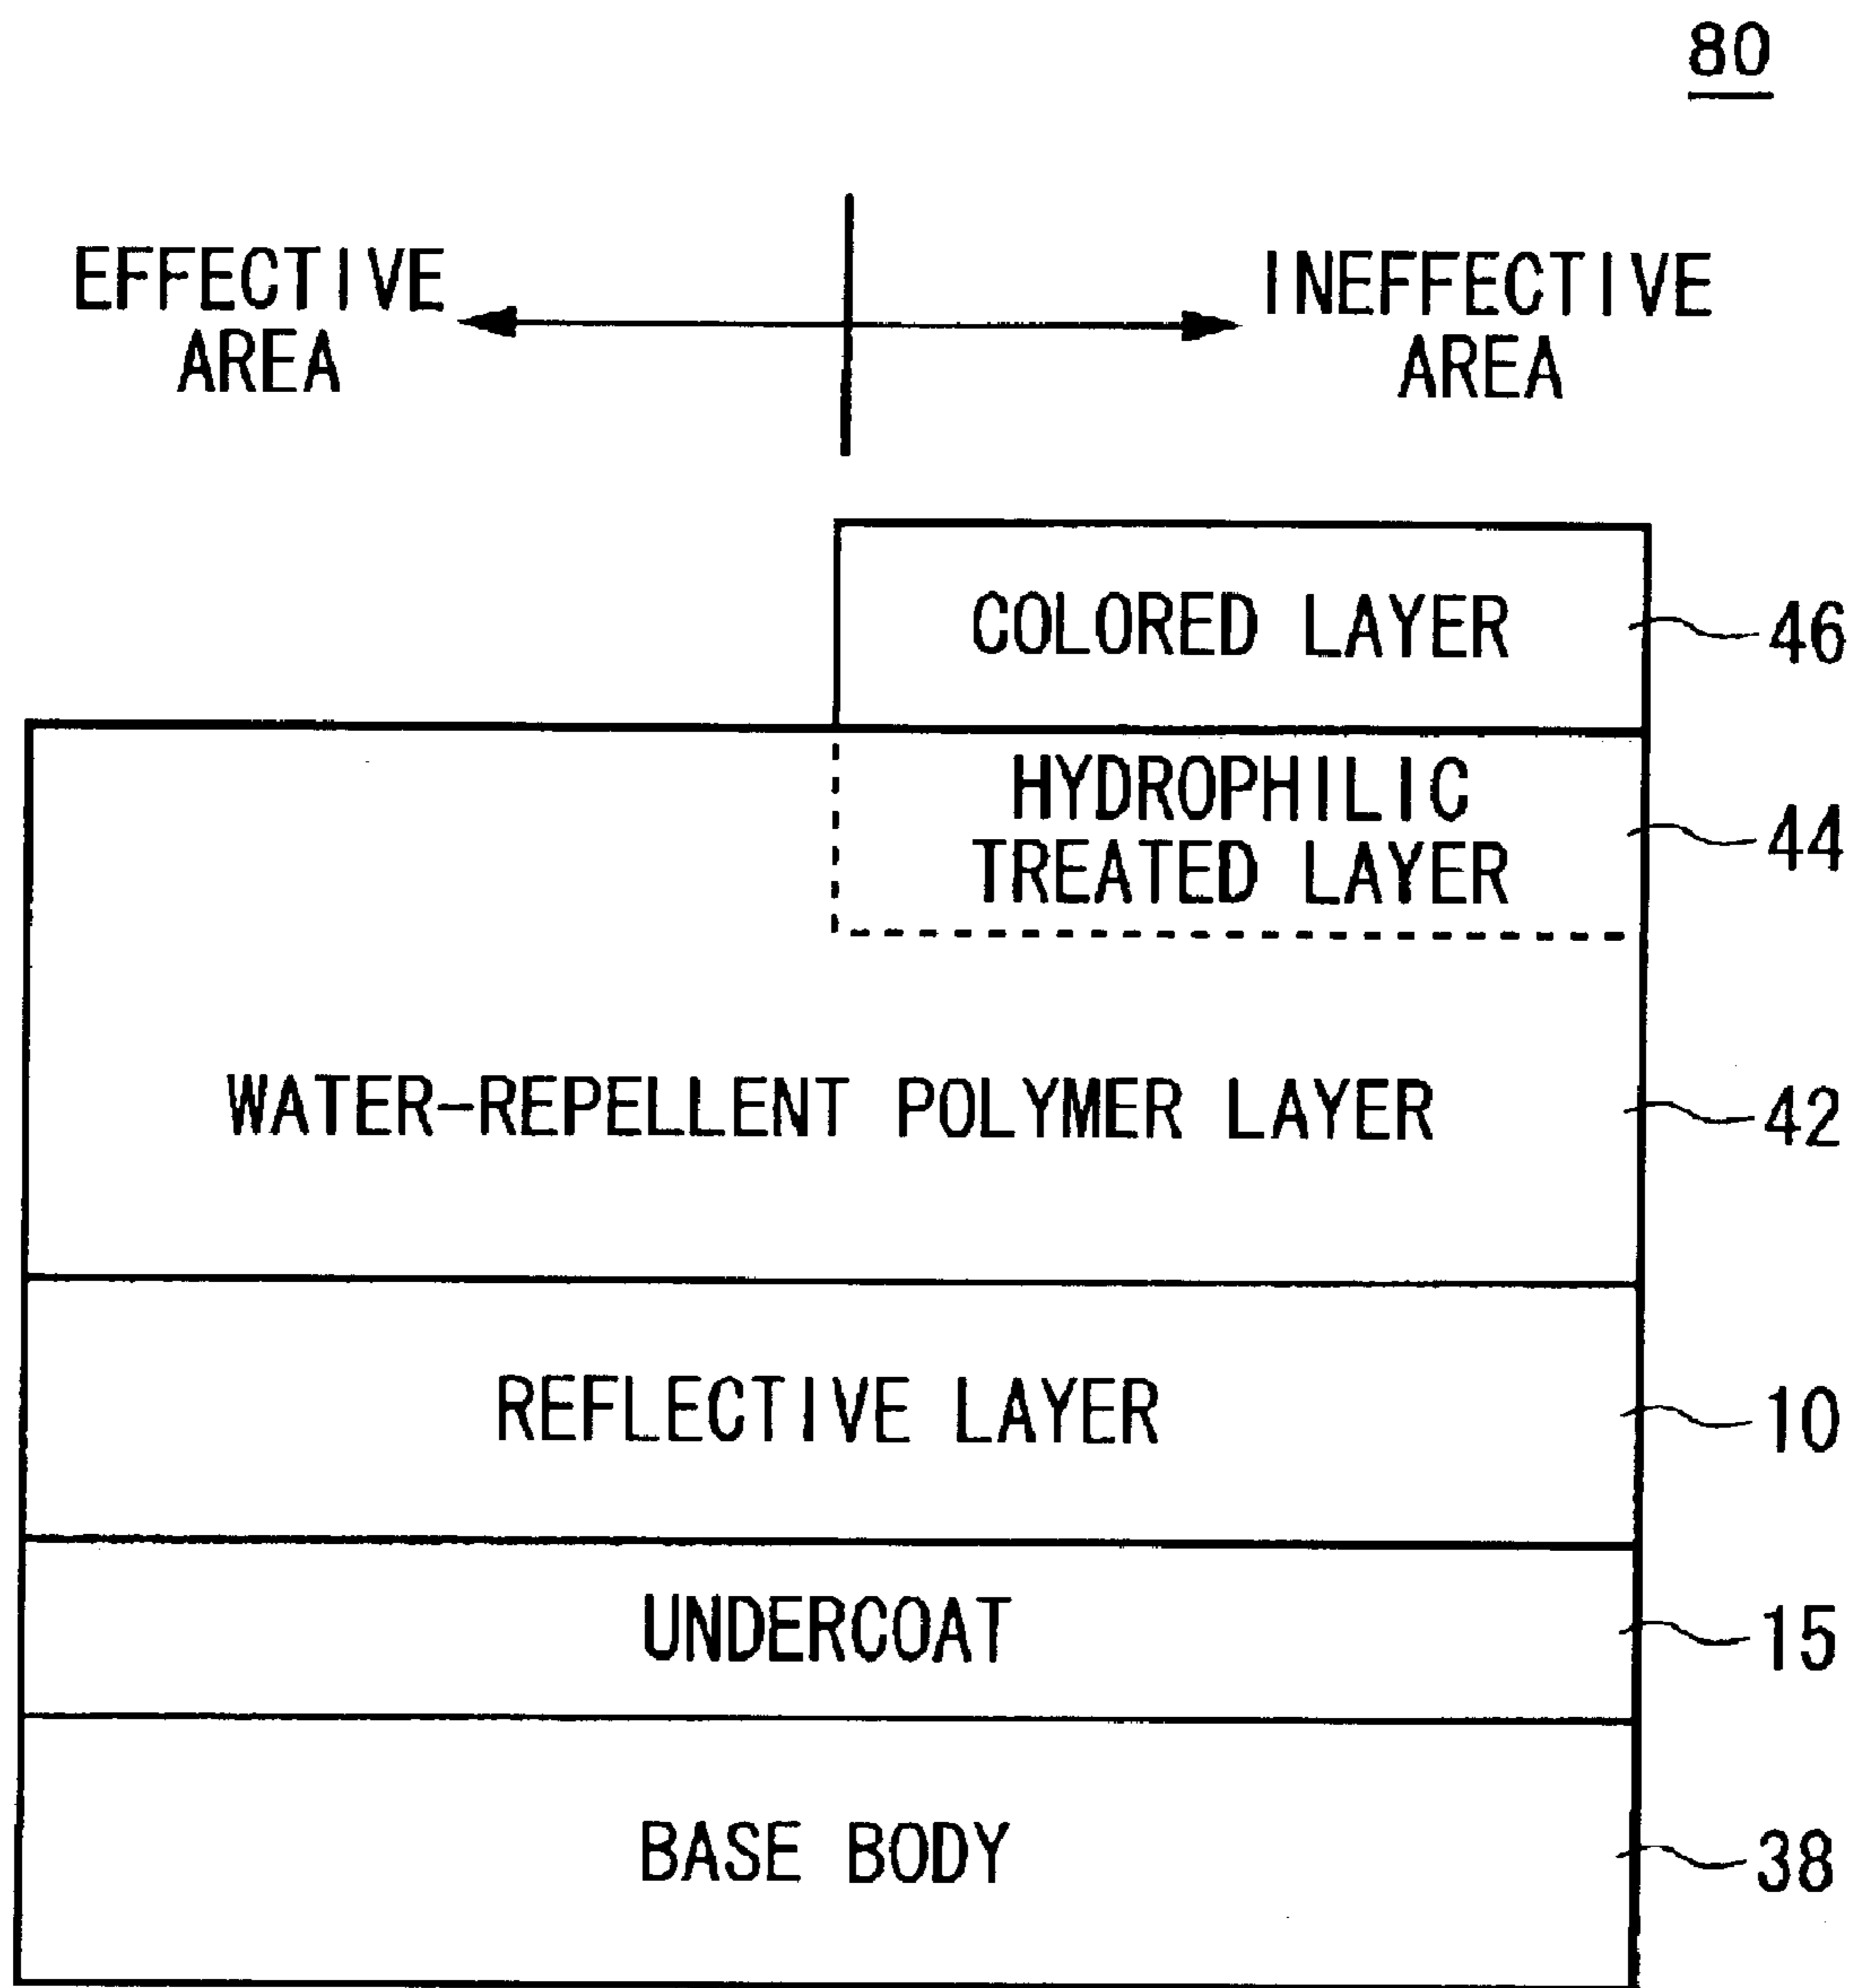 80
EFFECTIVE
AREA
INEFFECTIVE
AREA
COLORED LAYER
46
HYDROPHILIC
TREATED LAYER
44
WATER-REPELLENT POLYMER LAYER
42
REFLECTIVE LAYER
10
UNDERCOAT
15
BASE BODY
38